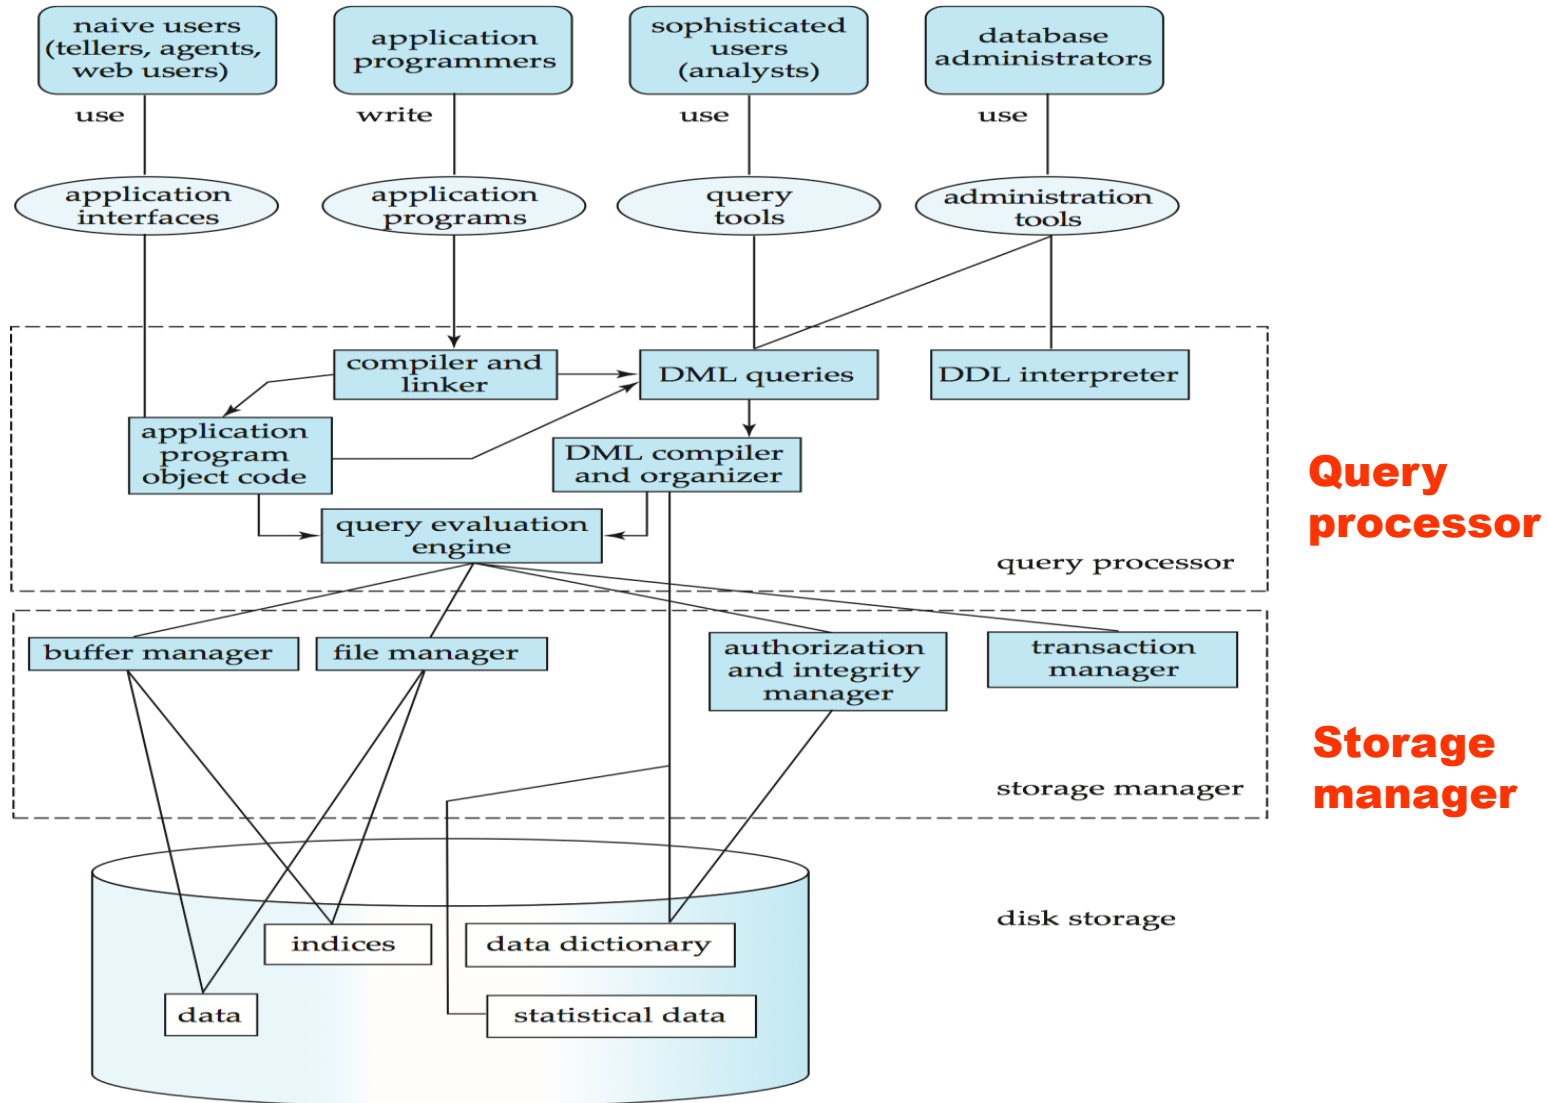 naive users
(tellers, agents,
web users)
application
programmers
sophisticated
users
(analysts)
database
administrators
use
write
use
use
application
interfaces
application
programs
query
tools
administration
tools
compiler and
linker
DML queries
DDL interpreter
application
program
object code
DML compiler
and organizer
query evaluation
engine
query processor
Query
processor
buffer manager
file manager
authorization
and integrity
manager
transaction
manager
storage manager
Storage
manager
disk storage
indices
data dictionary
data
statistical data